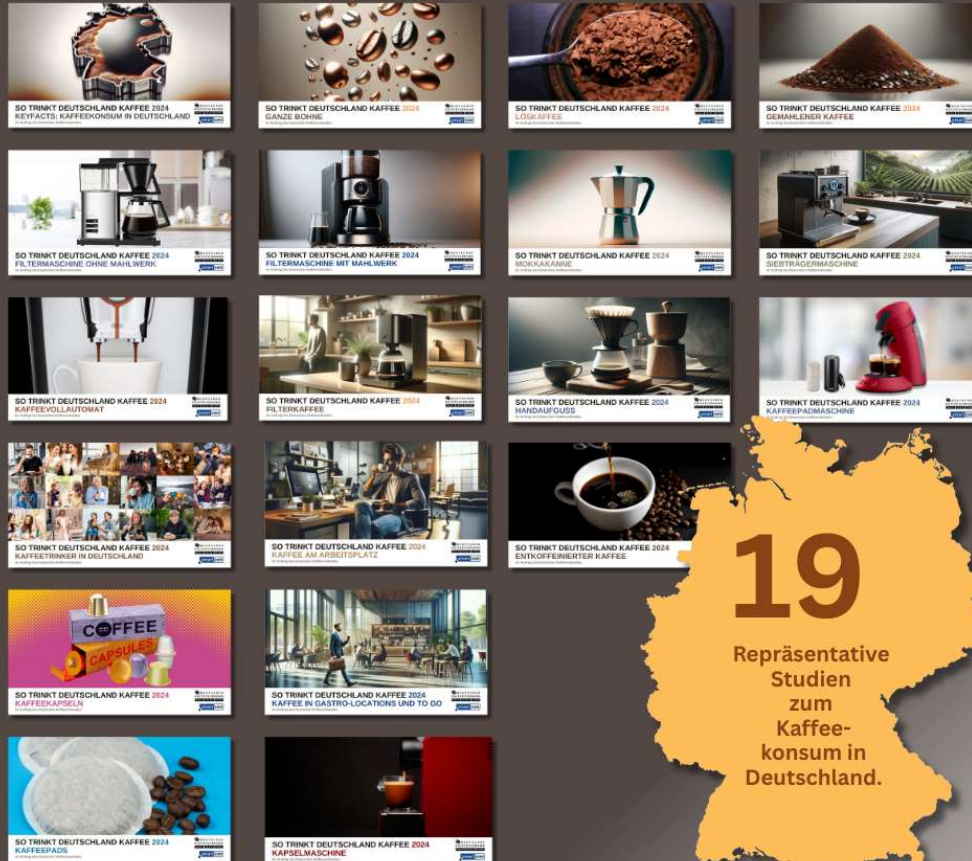 SO TRINKT DEUTSCHLAND KAFFEE 2024
KEYFACTS: KAFFEEKONSUM IN DEUTSCHLAND
SO TRINKT DEUTSCHLAND KAFFEE 2024
GANZE BOHNE
SO TRINKT DEUTSCHLAND KAFFEE 2024
LÖSKAFFEE
SO TRINKT DEUTSCHLAND KAFFEE 2024
GEMAHLENER KAFFEE
SO TRINKT DEUTSCHLAND KAFFEE 2024
FILTERMASCHINE OHNE MAHLWERK
SO TRINKT DEUTSCHLAND KAFFEE 2024
FILTERMASCHINE MIT MAHLWERK
SO TRINKT DEUTSCHLAND KAFFEE 2024
MOKKAKANNE
SO TRINKT DEUTSCHLAND KAFFEE 2024
SIEBTRÄGERMASCHINE
SO TRINKT DEUTSCHLAND KAFFEE 2024
KAFFEEVOLLAUTOMAT
SO TRINKT DEUTSCHLAND KAFFEE 2024
FILTERKAFFEE
SO TRINKT DEUTSCHLAND KAFFEE 2024
HANDAUFGUSS
SO TRINKT DEUTSCHLAND KAFFEE 2024
KAFFEEPADMASCHINE
SO TRINKT DEUTSCHLAND KAFFEE 2024
KAFFEETRINKER IN DEUTSCHLAND
SO TRINKT DEUTSCHLAND KAFFEE 2024
KAFFEE AM ARBEITSPLATZ
SO TRINKT DEUTSCHLAND KAFFEE 2024
ENTKOFFEINIERTER KAFFEE
COFFEE
CAPSULES
SO TRINKT DEUTSCHLAND KAFFEE 2024
KAFFEEKAPSELN
SO TRINKT DEUTSCHLAND KAFFEE 2024
KAFFEE IN GASTRO-LOCATIONS UND TO GO
SO TRINKT DEUTSCHLAND KAFFEE 2024
KAFFEEPADS
SO TRINKT DEUTSCHLAND KAFFEE 2024
KAPSELMASCHINE
19
Repräsentative
Studien
zum
Kaffee-
konsum in
Deutschland.